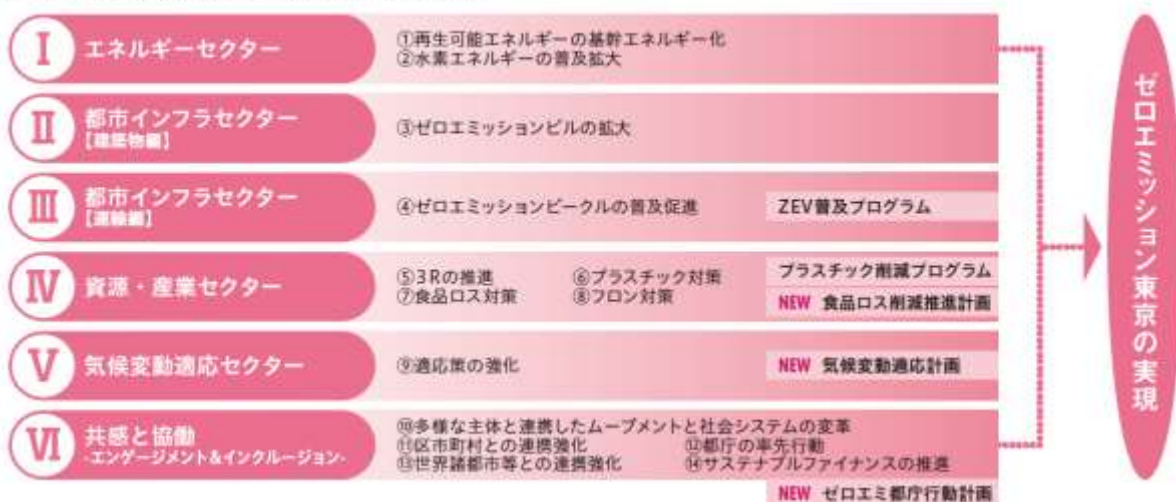 I エネルギーセクター
①再生可能エネルギーの基幹エネルギー化
②水素エネルギーの普及拡大
II 都市インフラセクター
【建築物編】
③ゼロエミッションビルの拡大
III 都市インフラセクター
【運輸編】
④ゼロエミッションビークルの普及促進
ZEV普及プログラム
IV 資源・産業セクター
⑤3Rの推進 ⑥プラスチック対策
⑦食品ロス対策 ⑧フロン対策
プラスチック削減プログラム
NEW 食品ロス削減推進計画
V 気候変動適応セクター
⑨適応策の強化
NEW 気候変動適応計画
VI 共感と協働
-エンゲージメント&インクルージョン-
⑩多様な主体と連携したムーブメントと社会システムの変革
⑪区市町村との連携強化 ⑫都庁の率先行動
⑬世界諸都市等との連携強化 ⑭サステナブルファイナンスの推進
NEW ゼロエミ都庁行動計画
ゼロエミッション東京の実現